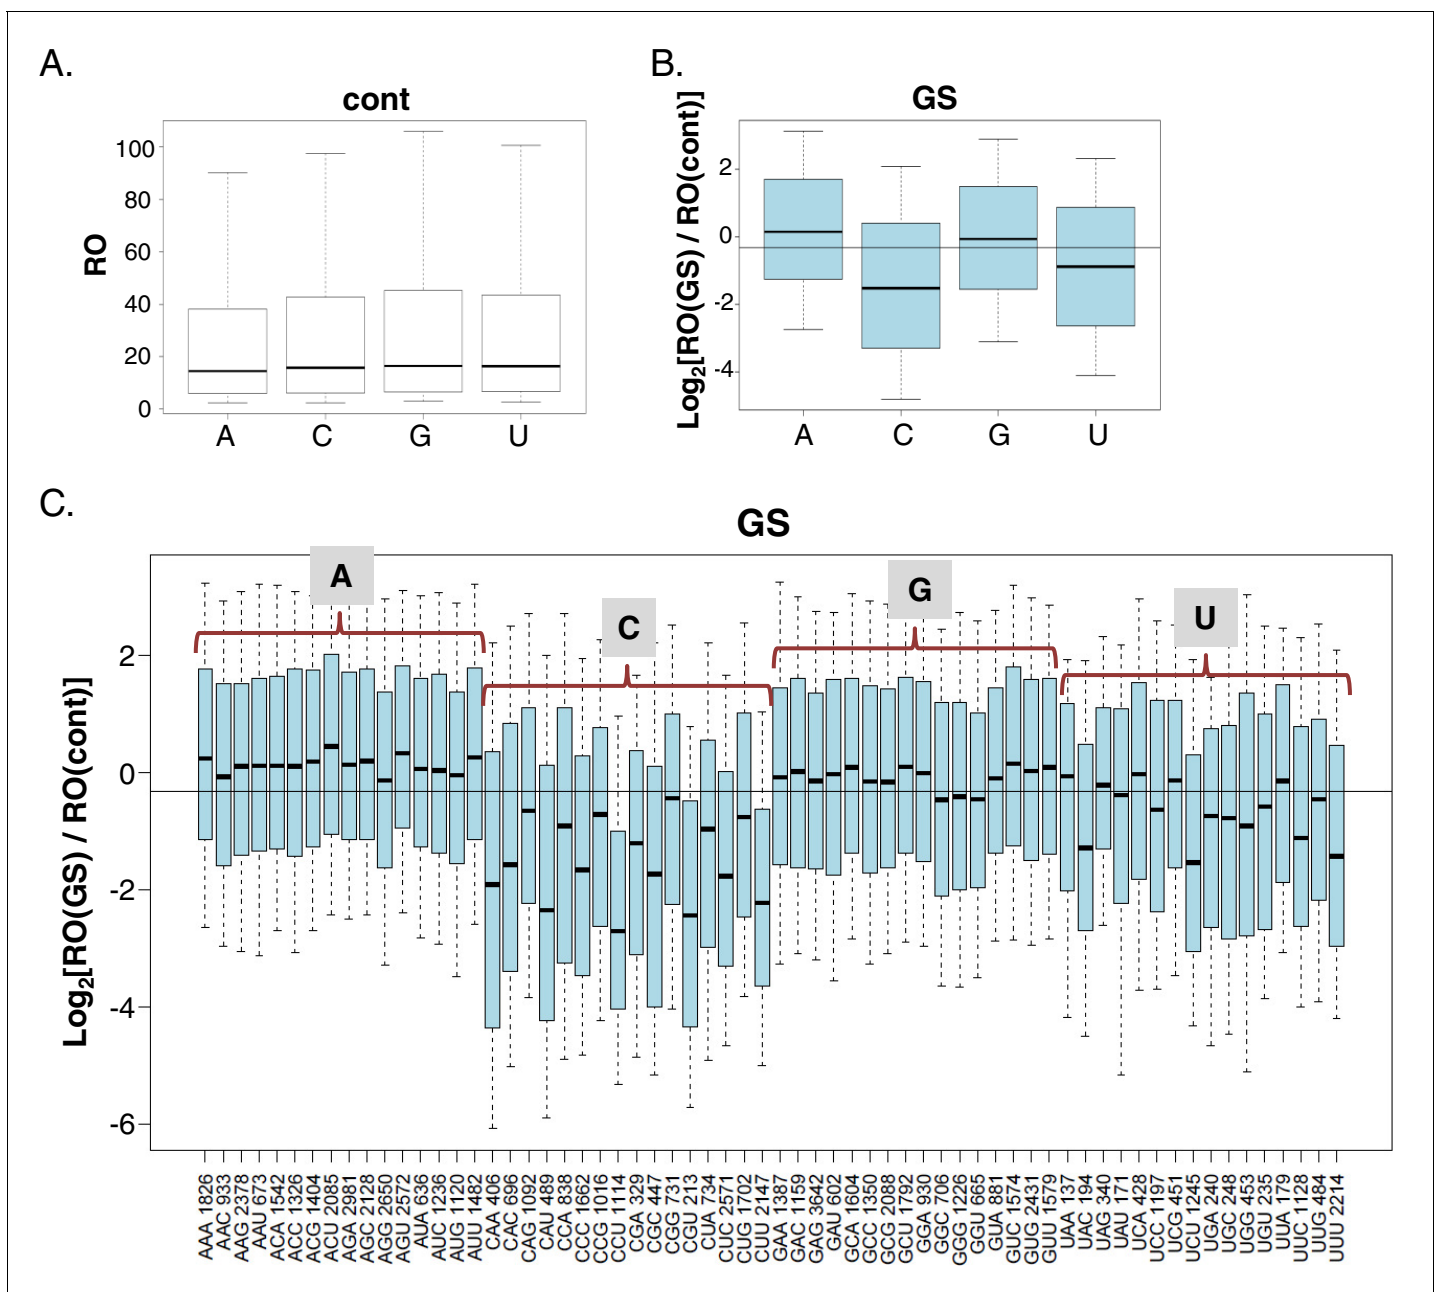 A.
cont
RO
100
80
60
40
20
0
A C G U
B.
GS
Log2[RO(GS) / RO(cont)]
2
0
-2
-4
A C G U
C.
GS
Log2[RO(GS) / RO(cont)]
2
0
-2
-4
-6
A
C
G
U
AAA 1826
AAC 933
AAG 2378
AAU 673
ACA 1542
ACC 1326
ACG 1404
ACU 2085
AGA 2981
AGC 2128
AGG 2650
AGU 2572
AUA 636
AUC 1236
AUG 1120
AUU 1482
CAA 406
CAC 696
CAG 1092
CAU 489
CCA 838
CCC 1662
CCG 1016
CCU 1114
CGA 329
CGC 447
CGG 731
CGU 213
CUA 734
CUC 2571
CUG 1702
CUU 2147
GAA 1387
GAC 1159
GAG 3642
GAU 602
GCA 1604
GCC 1350
GCG 2088
GCU 1792
GGA 930
GGC 706
GGG 1226
GGU 665
GUA 881
GUC 1574
GUG 2431
GUU 1579
UAA 137
UAC 194
UAG 340
UAU 171
UCA 428
UCC 1197
UCG 451
UCU 1245
UGA 240
UGC 248
UGG 453
UGU 235
UUA 179
UUC 1128
UUG 484
UUU 2214